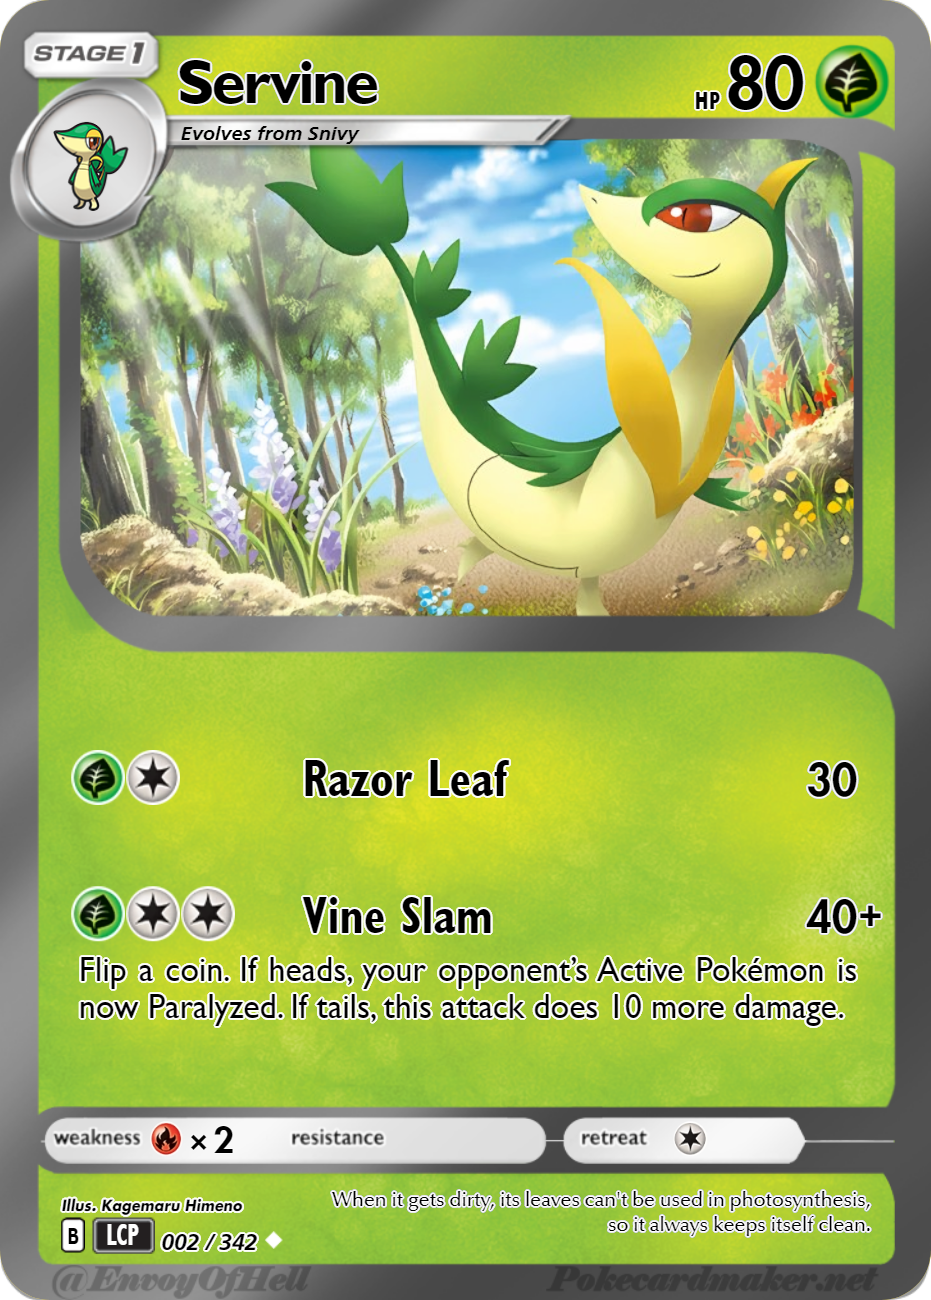 STAGE 1
Servine
HP 80
Evolves from Snivy
Razor Leaf 30
Vine Slam 40+
Flip a coin. If heads, your opponent's Active Pokémon is
now Paralyzed. If tails, this attack does 10 more damage.
weakness × 2 resistance retreat
Illus. Kagemaru Himeno
When it gets dirty, its leaves can't be used in photosynthesis,
so it always keeps itself clean.
B LCP 002 / 342
@EnvoyOfHell Pokecardmaker.net